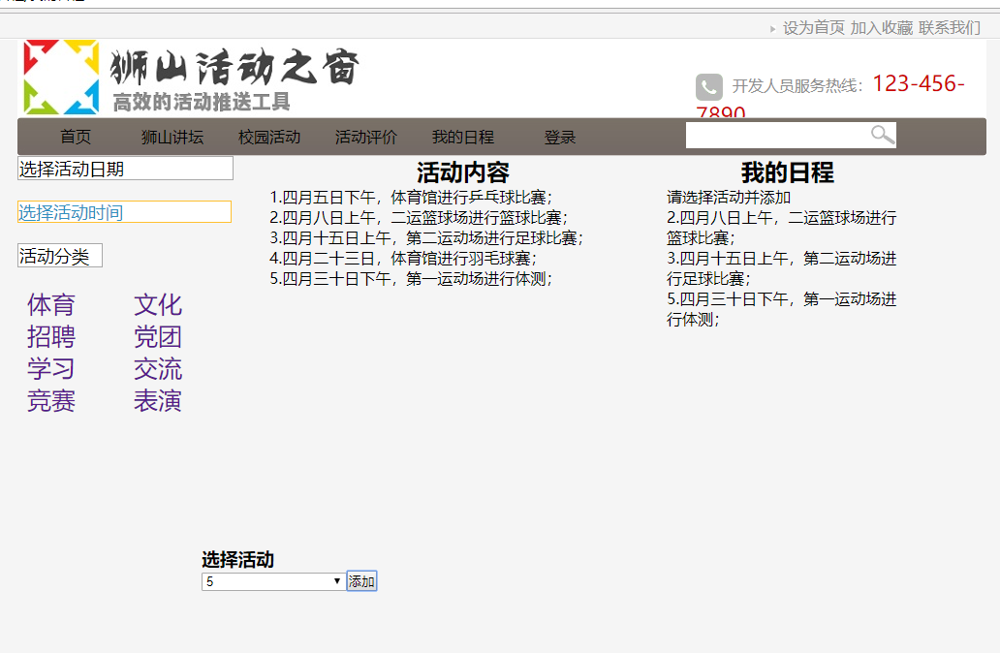 设为首页 加入收藏 联系我们
狮山活动之窗
高效的活动推送工具
开发人员服务热线：123-456-
7890
首页 狮山讲坛 校园活动 活动评价 我的日程 登录
选择活动日期
选择活动时间
活动分类
体育 文化
招聘 党团
学习 交流
竞赛 表演
活动内容
1.四月五日下午，体育馆进行乒乓球比赛；
2.四月八日上午，二运篮球场进行篮球比赛；
3.四月十五日上午，第二运动场进行足球比赛；
4.四月二十三日，体育馆进行羽毛球赛；
5.四月三十日下午，第一运动场进行体测；
我的日程
请选择活动并添加
2.四月八日上午，二运篮球场进行
篮球比赛；
3.四月十五日上午，第二运动场进
行足球比赛；
5.四月三十日下午，第一运动场进
行体测；
选择活动
5 添加